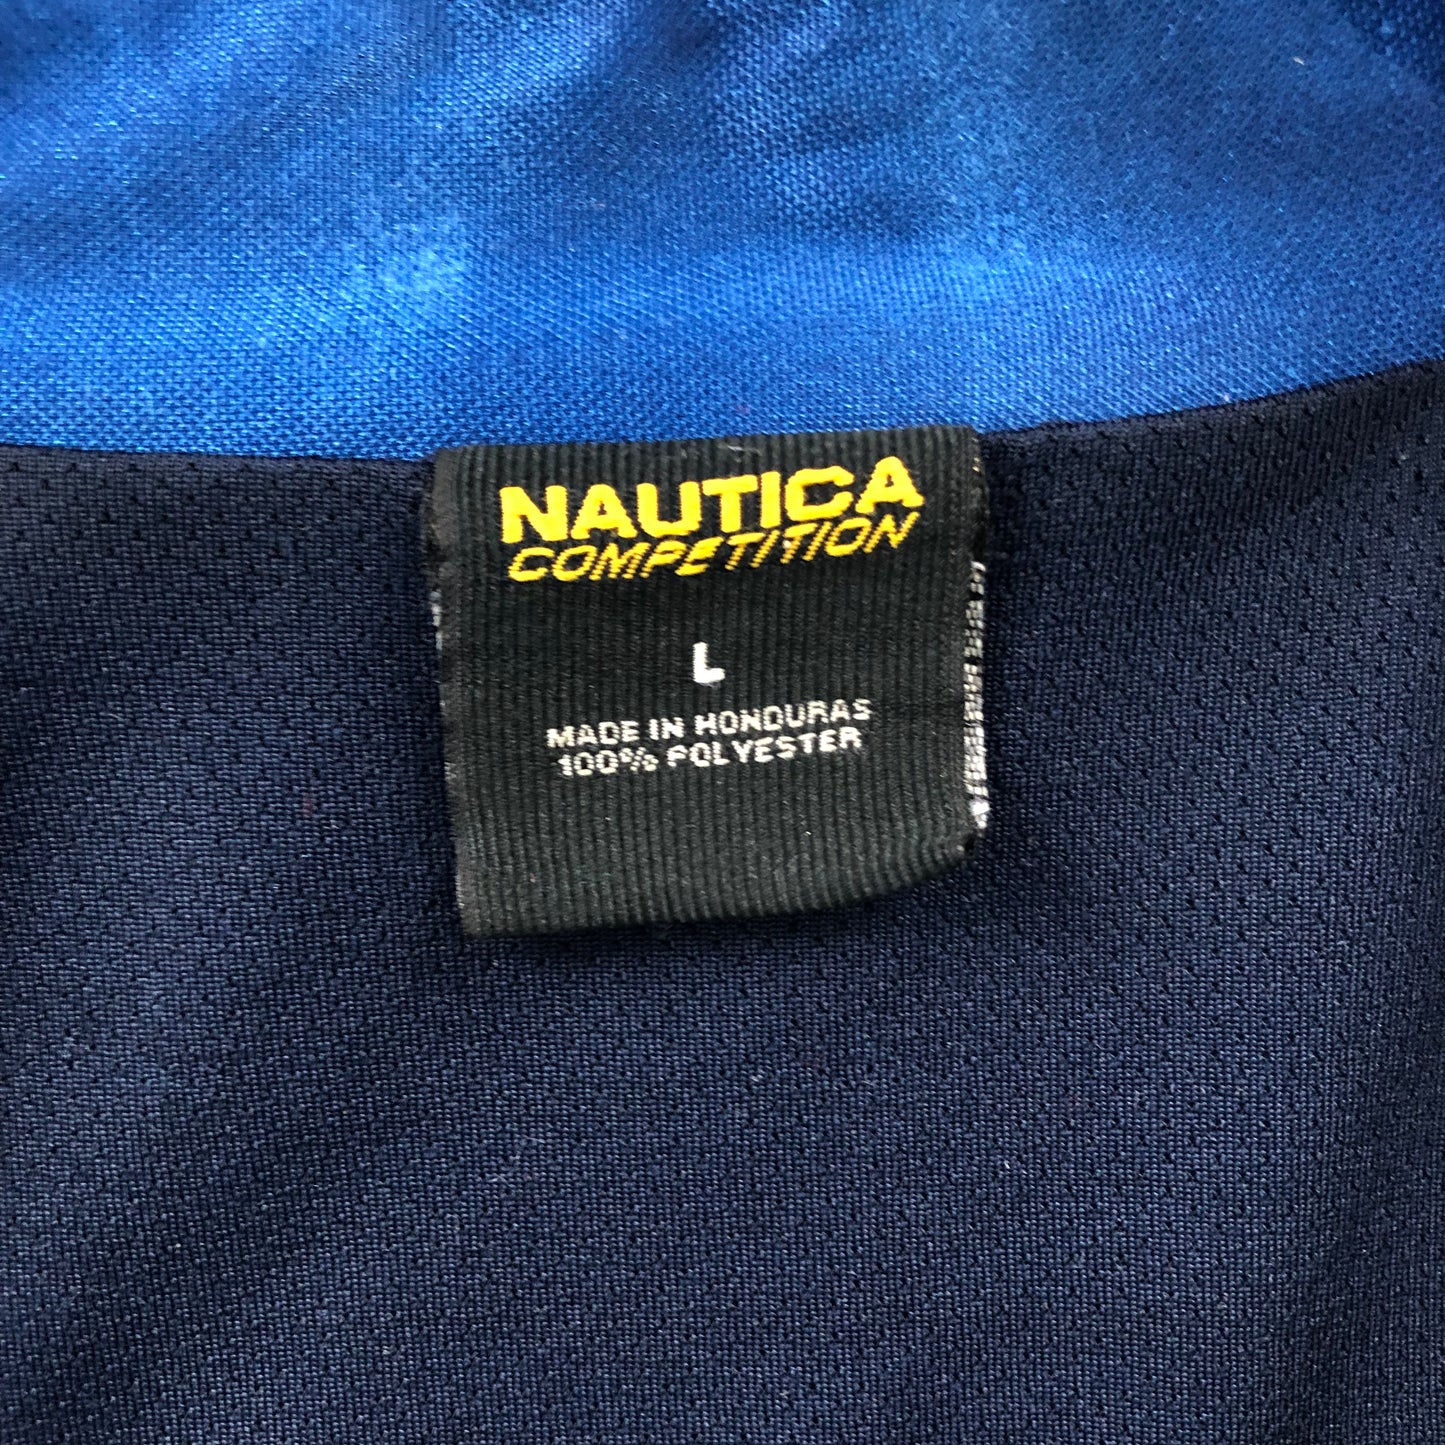 NAUTICA
COMPETITION
L
MADE IN HONDURAS
100% POLYESTER